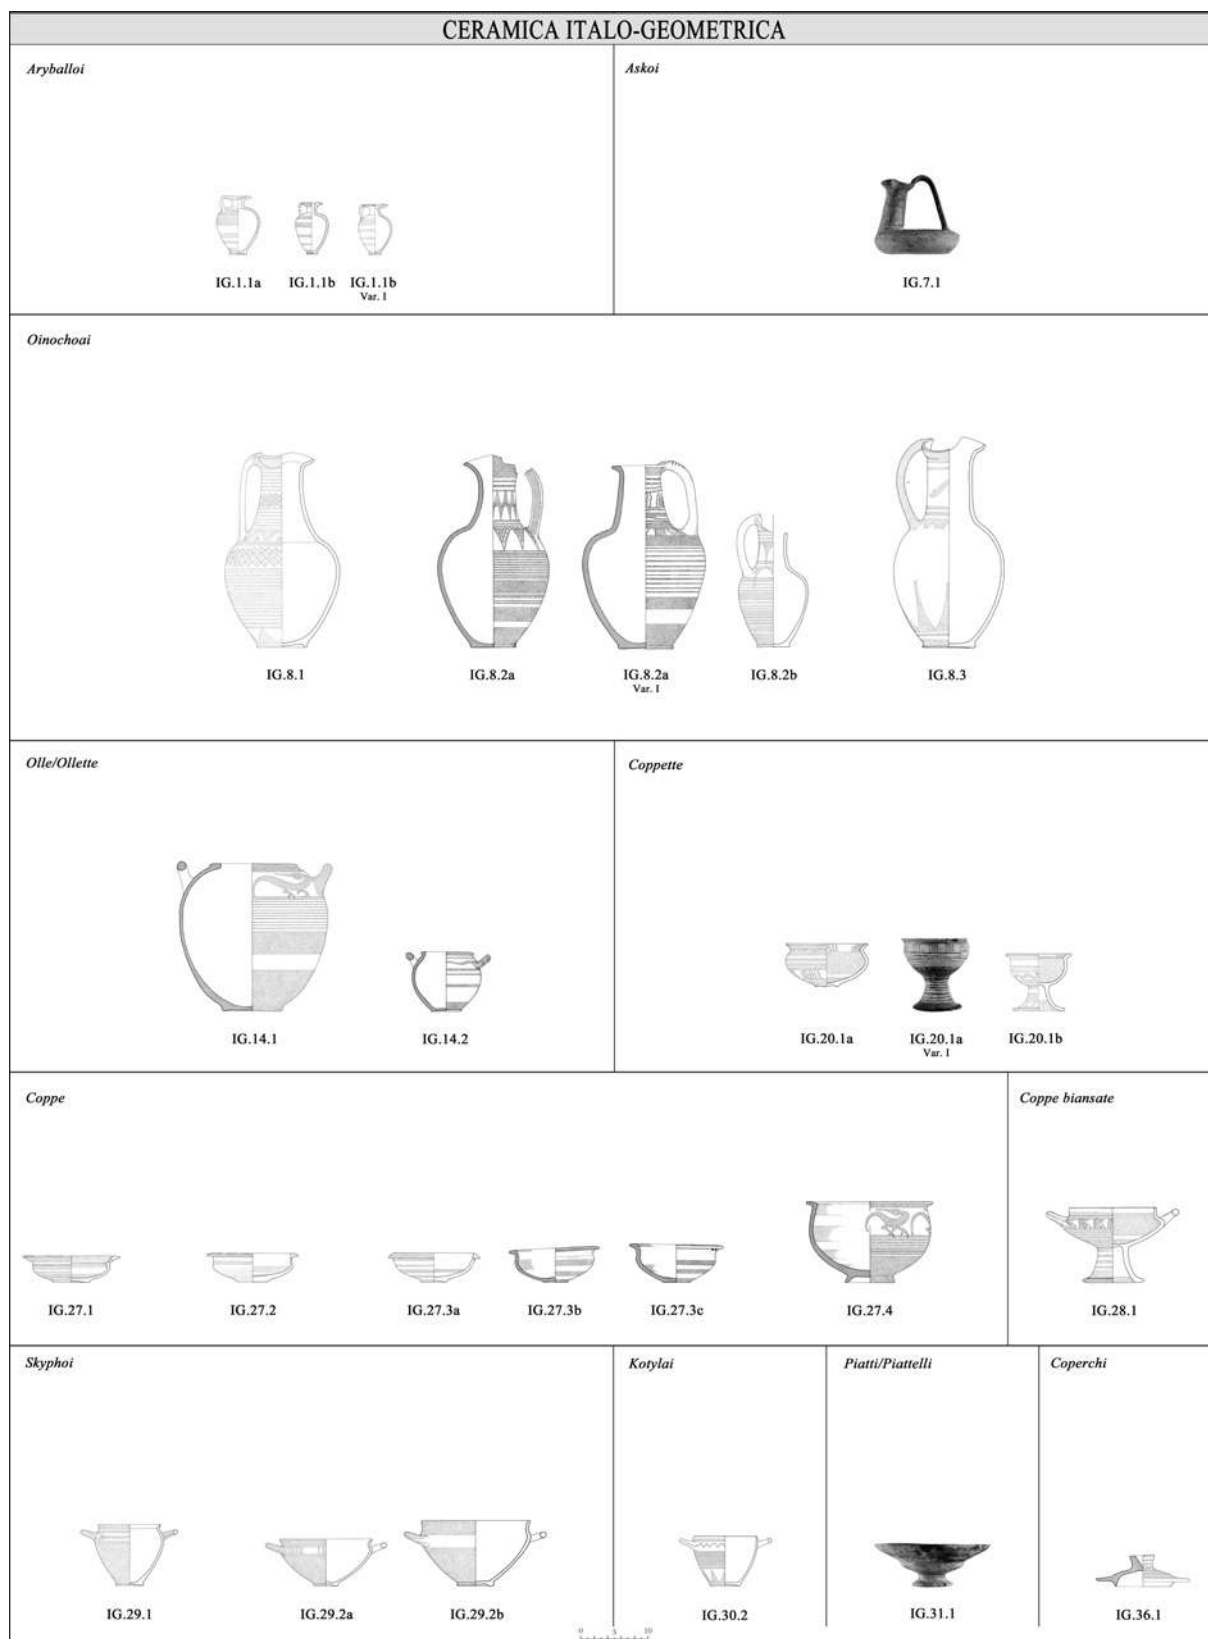 CERAMICA ITALO-GEOMETRICA
Aryballoi
Askoi
IG.1.1a
IG.1.1b
IG.1.1b
Var. I
IG.7.1
Oinochoai
IG.8.1
IG.8.2a
IG.8.2a
Var. I
IG.8.2b
IG.8.3
Olle/Ollette
Coppette
IG.14.1
IG.14.2
IG.20.1a
IG.20.1a
Var. I
IG.20.1b
Coppe
Coppe biansate
IG.27.1
IG.27.2
IG.27.3a
IG.27.3b
IG.27.3c
IG.27.4
IG.28.1
Skyphoi
Kotylai
Piatti/Piattelli
Coperchi
IG.29.1
IG.29.2a
IG.29.2b
IG.30.2
IG.31.1
IG.36.1
0 5 10